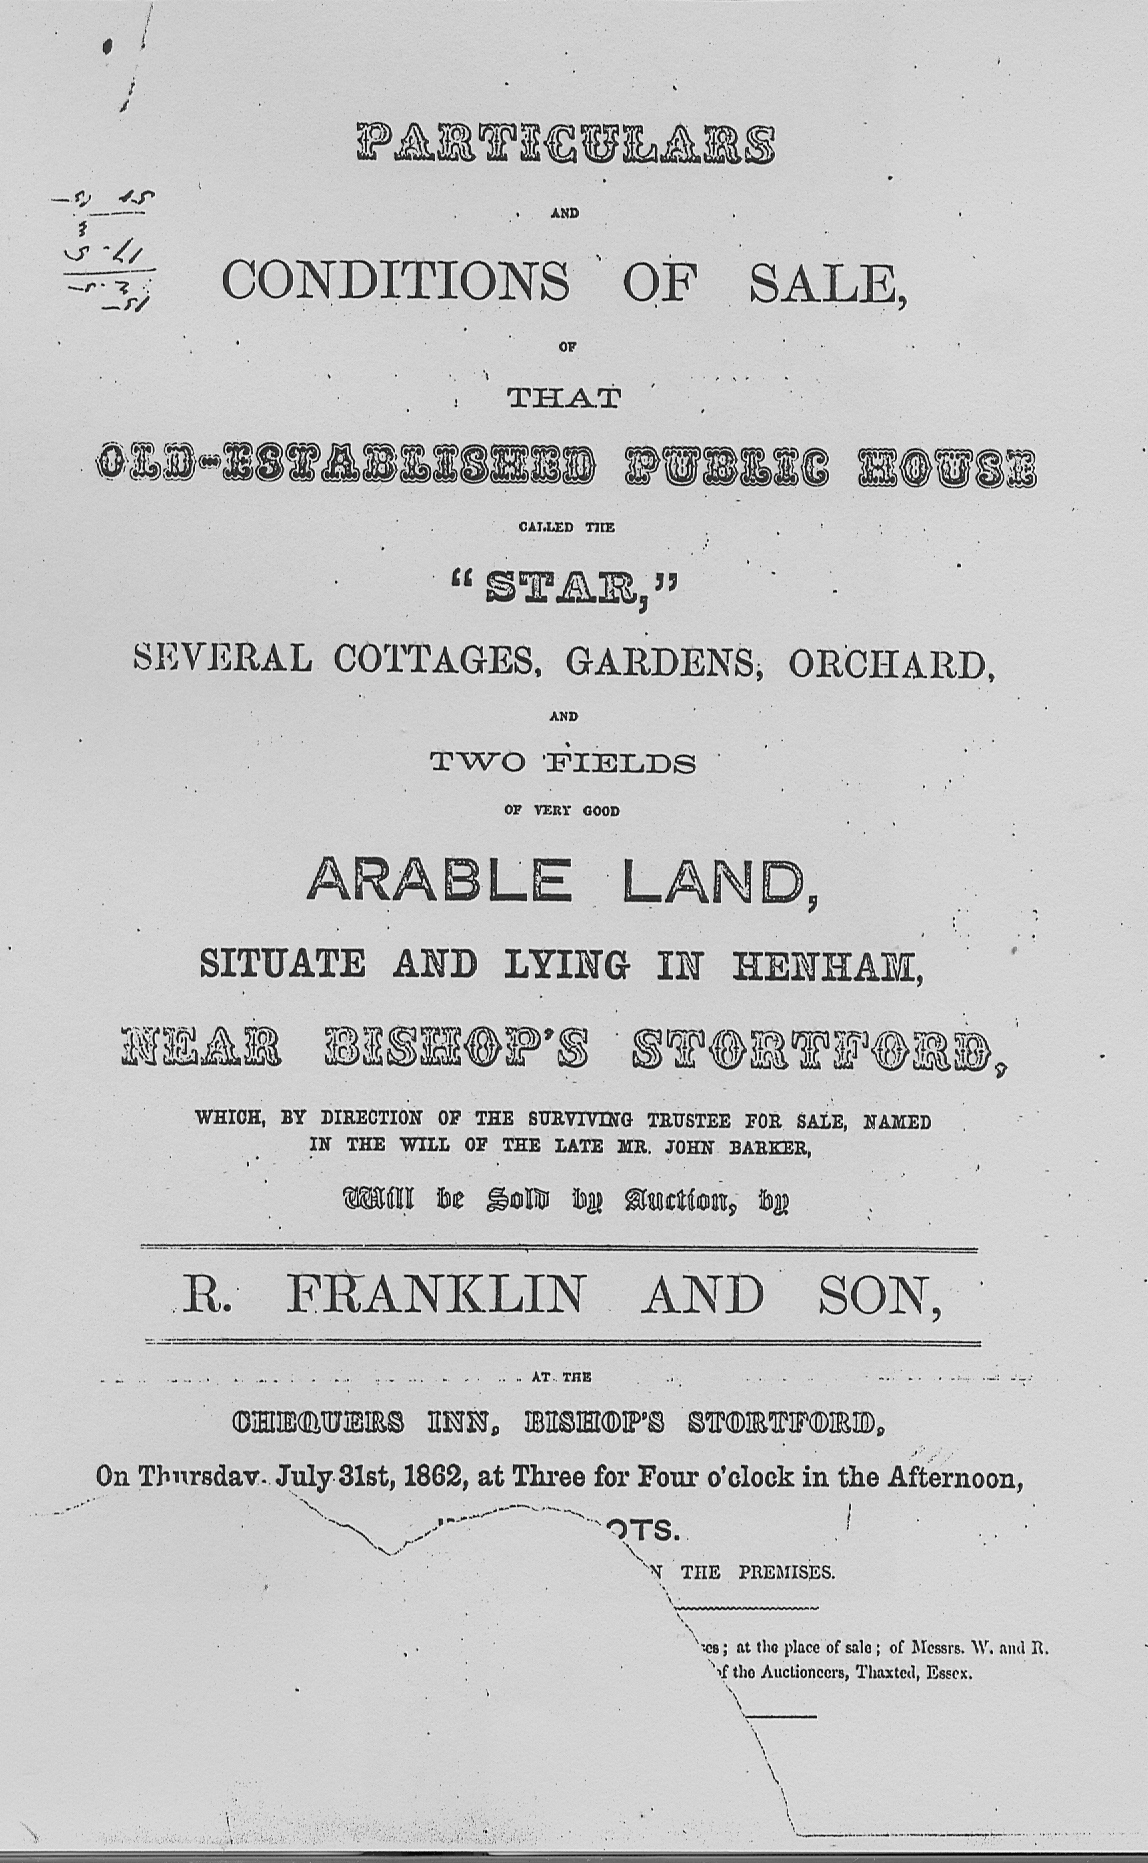 PARTICULARS
AND
CONDITIONS OF SALE,
OF
THAT
OLD-ESTABLISHED PUBLIC HOUSE
CALLED THE
"STAR,"
SEVERAL COTTAGES, GARDENS, ORCHARD,
AND
TWO FIELDS
OF VERY GOOD
ARABLE LAND,
SITUATE AND LYING IN HENHAM,
NEAR BISHOP'S STORTFORD,
WHICH, BY DIRECTION OF THE SURVIVING TRUSTEE FOR SALE, NAMED
IN THE WILL OF THE LATE MR. JOHN BARKER,
Will be Sold by Auction, by
R. FRANKLIN AND SON,
AT THE
CHEQUERS INN, BISHOP'S STORTFORD,
On Thursday, July 31st, 1862, at Three for Four o'clock in the Afternoon,
OTS.
THE PREMISES.
; at the place of sale; of Messrs. W. and R.
of the Auctioneers, Thaxted, Essex.